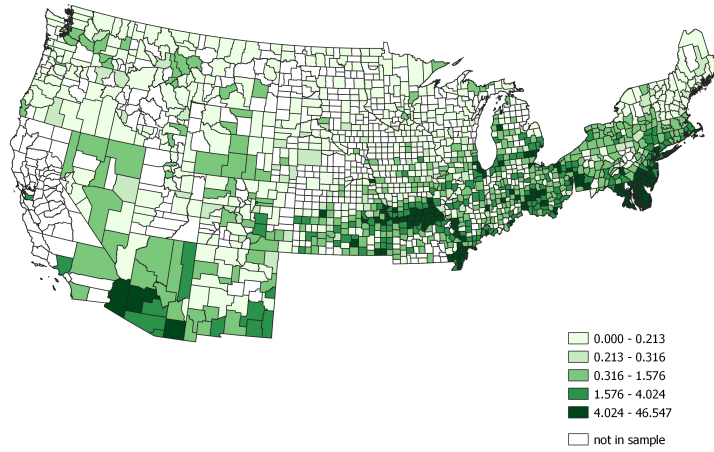 0.000 - 0.213
0.213 - 0.316
0.316 - 1.576
1.576 - 4.024
4.024 - 46.547
not in sample